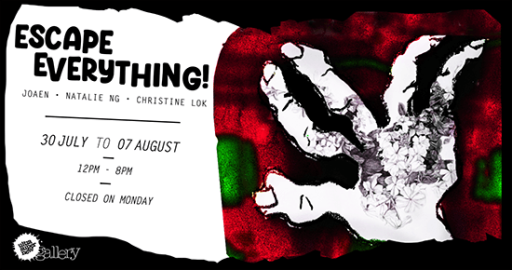 ESCAPE
EVERYTHING!
JOAEN • NATALIE NG • CHRISTINE LOK
30 JULY TO 07 AUGUST
12PM - 8PM
CLOSED ON MONDAY
gallery